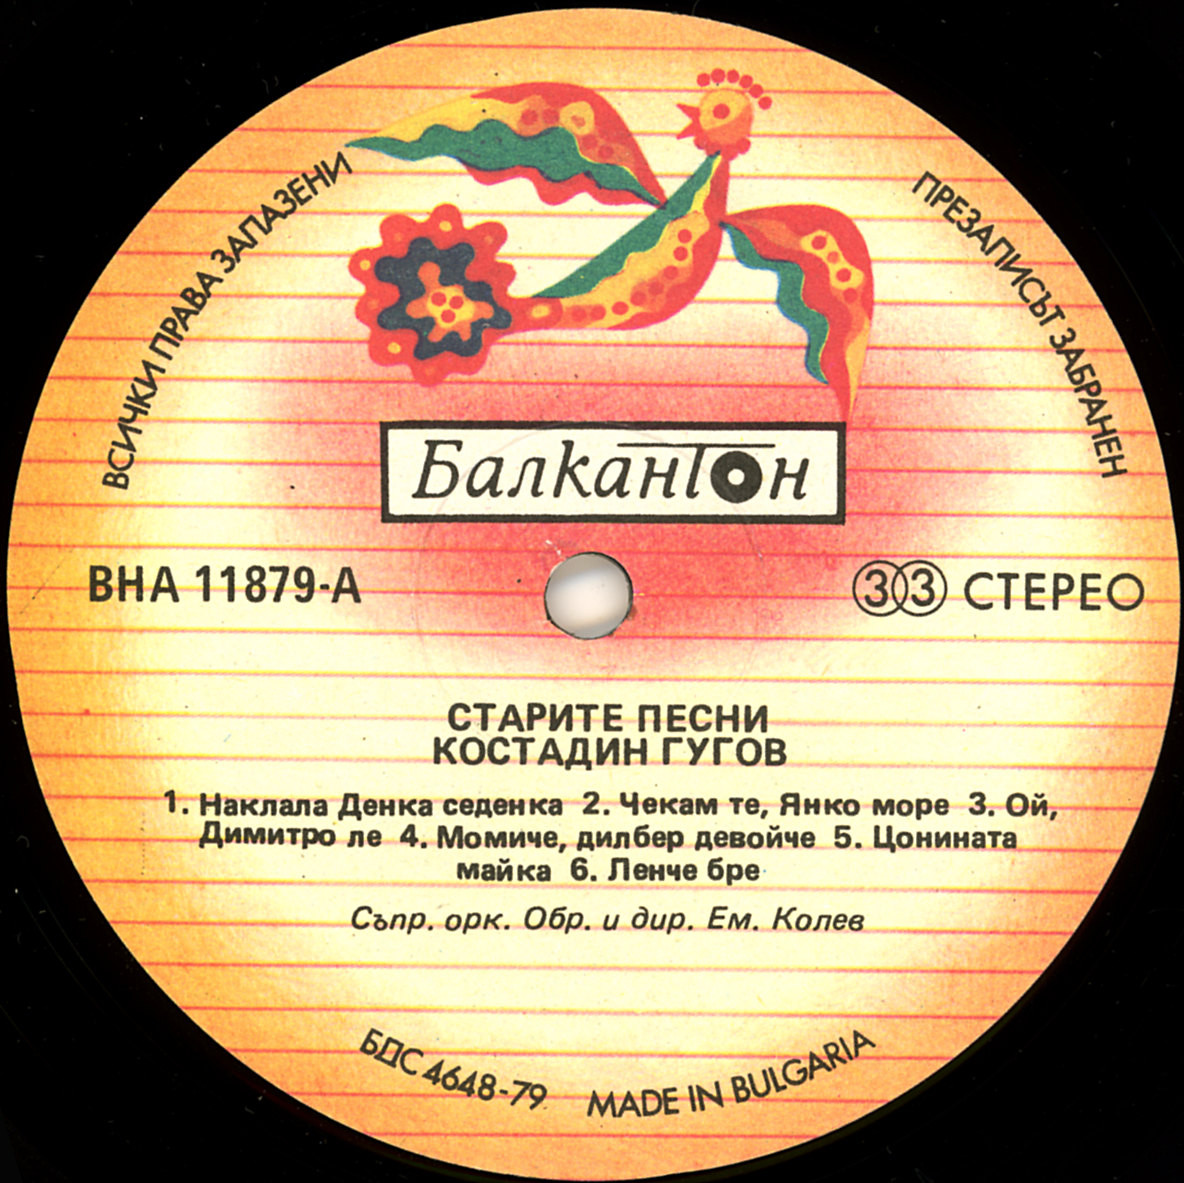 ВСИЧКИ ПРАВА ЗАПАЗЕНИ
ПРЕЗАПИСЪТ ЗАБРАНЕН
Балкантон
ВНА 11879-А
33 СТЕРЕО
СТАРИТЕ ПЕСНИ
КОСТАДИН ГУГОВ
1. Наклала Денка седенка 2. Чекам те, Янко море 3. Ой,
Димитро ле 4. Момиче, дилбер девойче 5. Цонината
майка 6. Ленче бре
Съпр. орк. Обр. и дир. Ем. Колев
БДС 4648-79
MADE IN BULGARIA